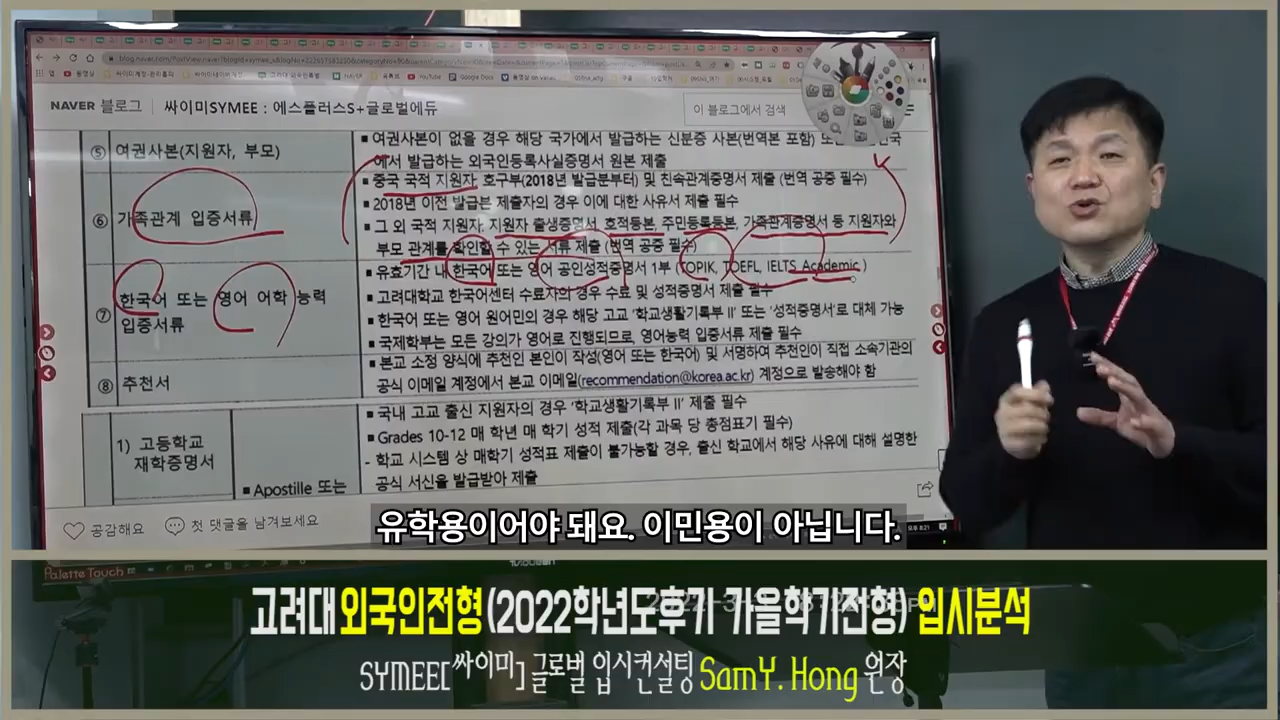 NAVER 블로그 | 싸이미SYMEE : 에스플러스S+글로벌에듀
이 블로그에서 검색
⑤ 여권사본(지원자, 부모)
■ 여권사본이 없을 경우 해당 국가에서 발급하는 신분증 사본(번역본 포함) 또는
에서 발급하는 외국인등록사실증명서 원본 제출
⑥ 가족관계 입증서류
■ 중국 국적 지원자 호구부(2018년 발급분부터) 및 친속관계증명서 제출 (번역 공증 필수)
■ 2018년 이전 발급본 제출자의 경우 이에 대한 사유서 제출 필수
■ 그 외 국적 지원자: 지원자 출생증명서, 호적등본, 주민등록등본, 가족관계증명서 등 지원자와
부모 관계를 확인할 수 있는 서류 제출 (번역 공증 필수)
⑦ 한국어 또는 영어 어학 능력
입증서류
■ 유효기간 내 한국어 또는 영어 공인성적증명서 1부 (TOPIK, TOEFL, IELTS Academic)
■ 고려대학교 한국어센터 수료자의 경우 수료 및 성적증명서 제출 필수
■ 한국어 또는 영어 원어민의 경우 해당 고교 '학교생활기록부 II' 또는 '성적증명서'로 대체 가능
■ 국제학부는 모든 강의가 영어로 진행되므로, 영어능력 입증서류 제출 필수
⑧ 추천서
■ 본교 소정 양식에 추천인 본인이 작성(영어 또는 한국어) 및 서명하여 추천인이 직접 소속기관의
공식 이메일 계정에서 본교 이메일(recommendation@korea.ac.kr) 계정으로 발송해야 함
1) 고등학교
재학증명서
■ Apostille 또는
■ 국내 고교 출신 지원자의 경우 '학교생활기록부 II' 제출 필수
■ Grades 10-12 매 학년 매 학기 성적 제출(각 과목 당 총점표기 필수)
- 학교 시스템 상 매학기 성적표 제출이 불가능할 경우, 출신 학교에서 해당 사유에 대해 설명한
공식 서신을 발급받아 제출
공감해요 첫 댓글을 남겨보세요
오후 8:21
유학용이어야 돼요. 이민용이 아닙니다.
Palette Touch
고려대 외국인전형(2022학년도후기 가을학기전형) 입시분석
SYMEE[싸이미] 글로벌 입시컨설팅 Sam Y. Hong 원장